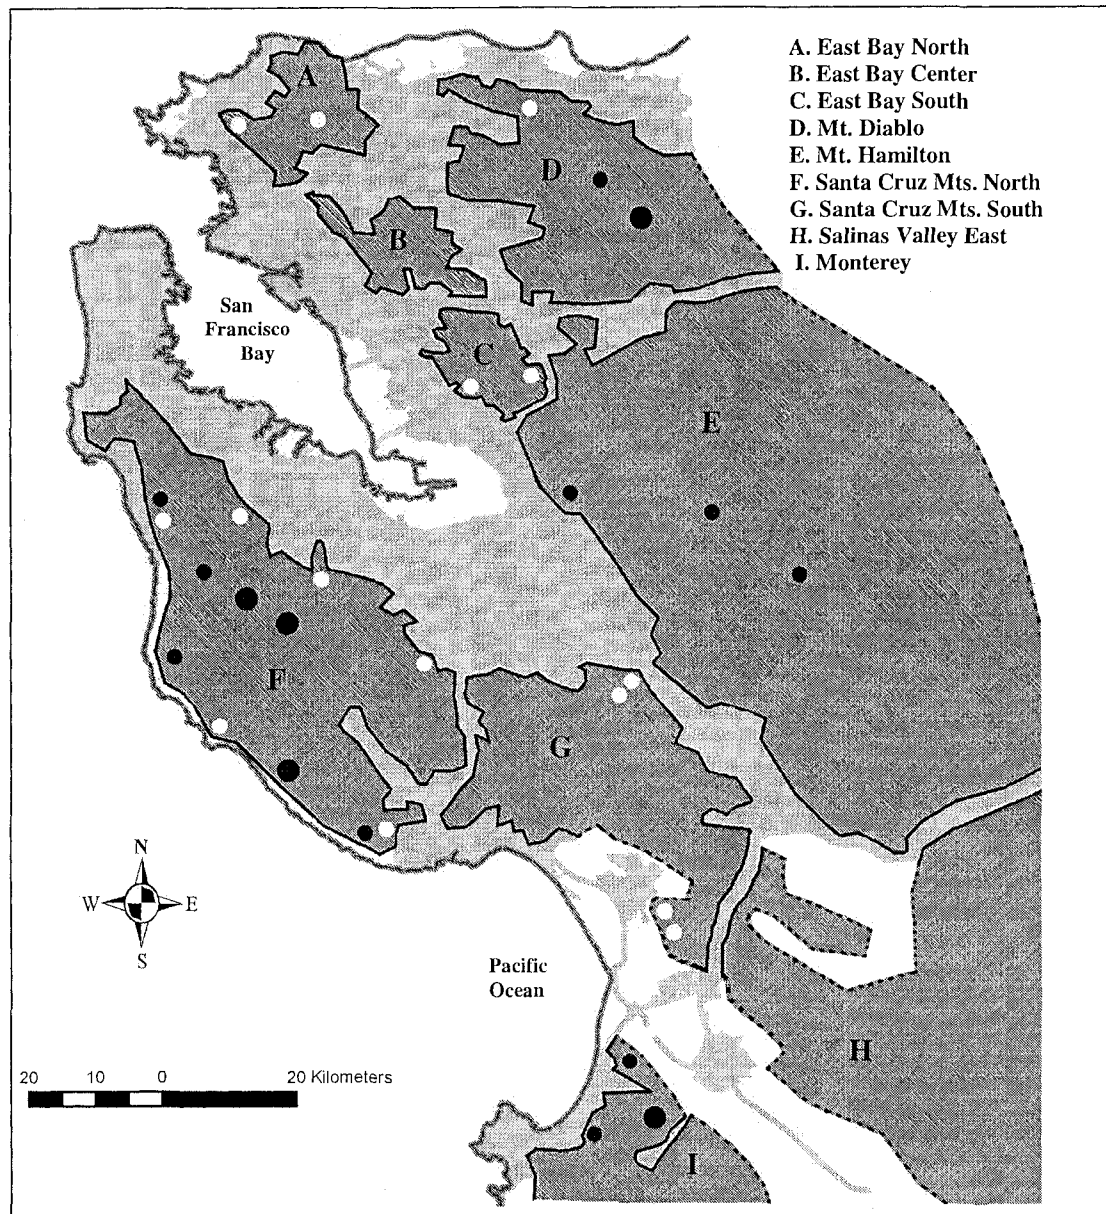 A. East Bay North
B. East Bay Center
C. East Bay South
D. Mt. Diablo
E. Mt. Hamilton
F. Santa Cruz Mts. North
G. Santa Cruz Mts. South
H. Salinas Valley East
I. Monterey
A
D
B
San
Francisco
Bay
C
E
F
G
N
W E
S
Pacific
Ocean
H
20 10 0 20 Kilometers
I